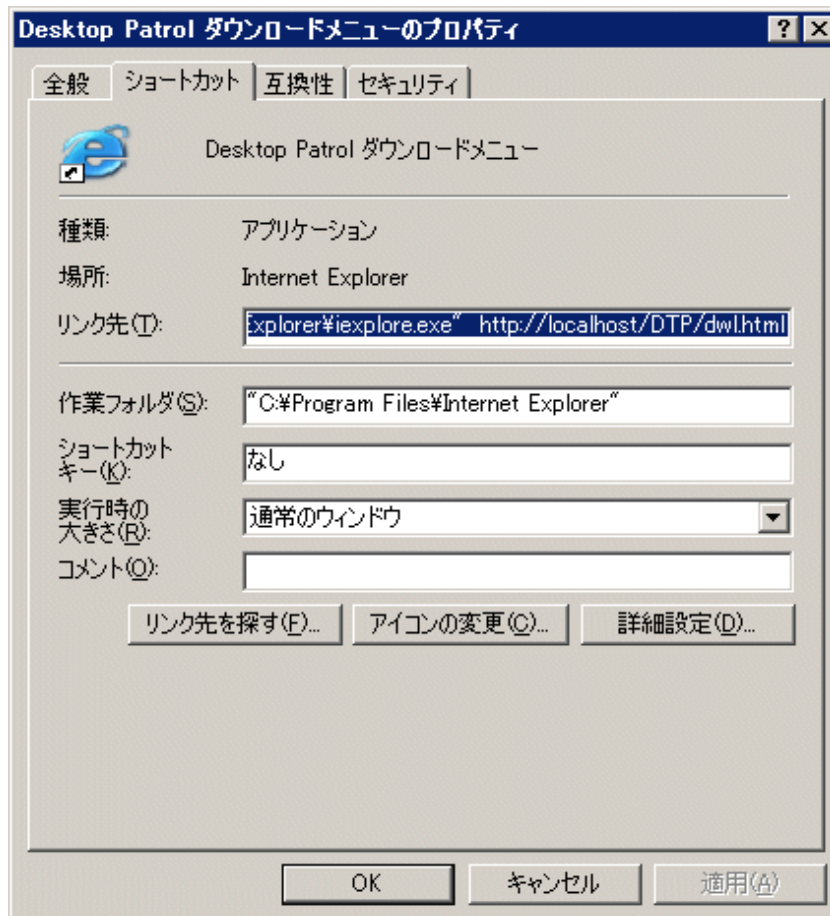 Desktop Patrol ダウンロードメニューのプロパティ
全般 ショートカット 互換性 セキュリティ
Desktop Patrol ダウンロードメニュー
種類: アプリケーション
場所: Internet Explorer
リンク先(T): Explorer¥iexplore.exe" http://localhost/DTP/dwl.html
作業フォルダ(S): "C:¥Program Files¥Internet Explorer"
ショートカット
キー(K): なし
実行時の
大きさ(R): 通常のウィンドウ
コメント(O):
リンク先を探す(F)... アイコンの変更(C)... 詳細設定(D)...
OK キャンセル 適用(A)